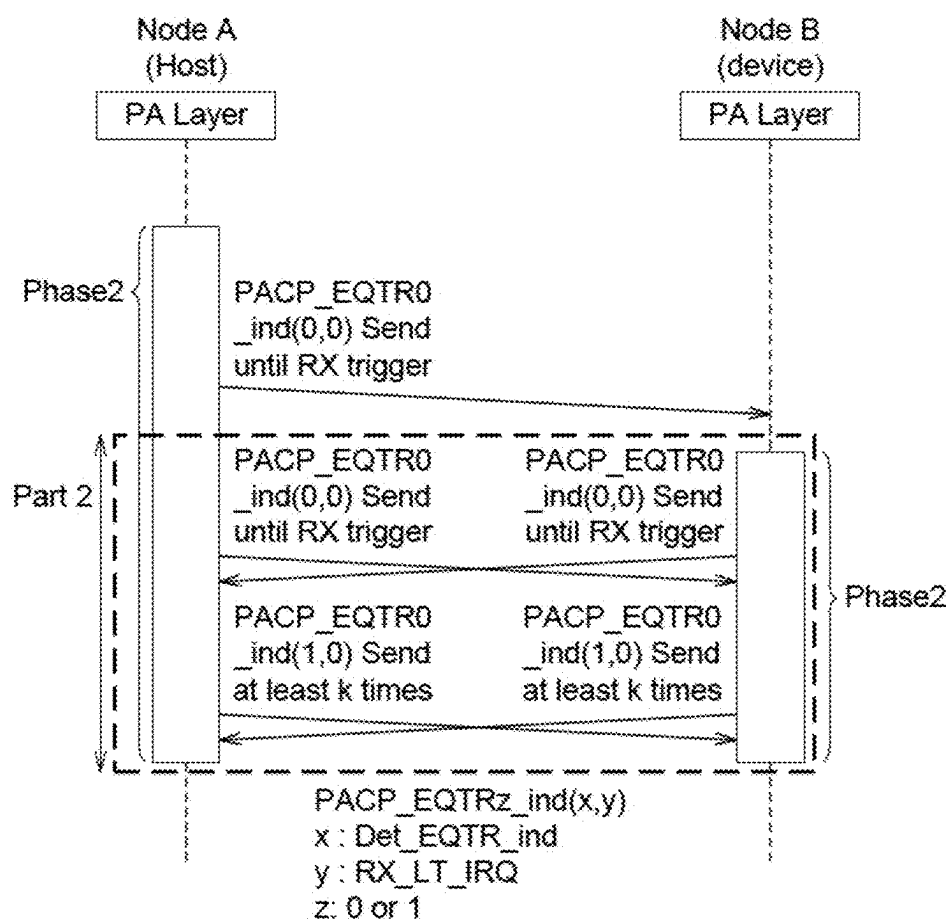 Node A
(Host)
Node B
(device)
PA Layer
PA Layer
Phase2
PACP_EQTR0
_ind(0,0) Send
until RX trigger
Part 2
PACP_EQTR0
_ind(0,0) Send
until RX trigger
PACP_EQTR0
_ind(0,0) Send
until RX trigger
Phase2
PACP_EQTR0
_ind(1,0) Send
at least k times
PACP_EQTR0
_ind(1,0) Send
at least k times
PACP_EQTRz_ind(x,y)
x : Det_EQTR_ind
y : RX_LT_IRQ
z: 0 or 1